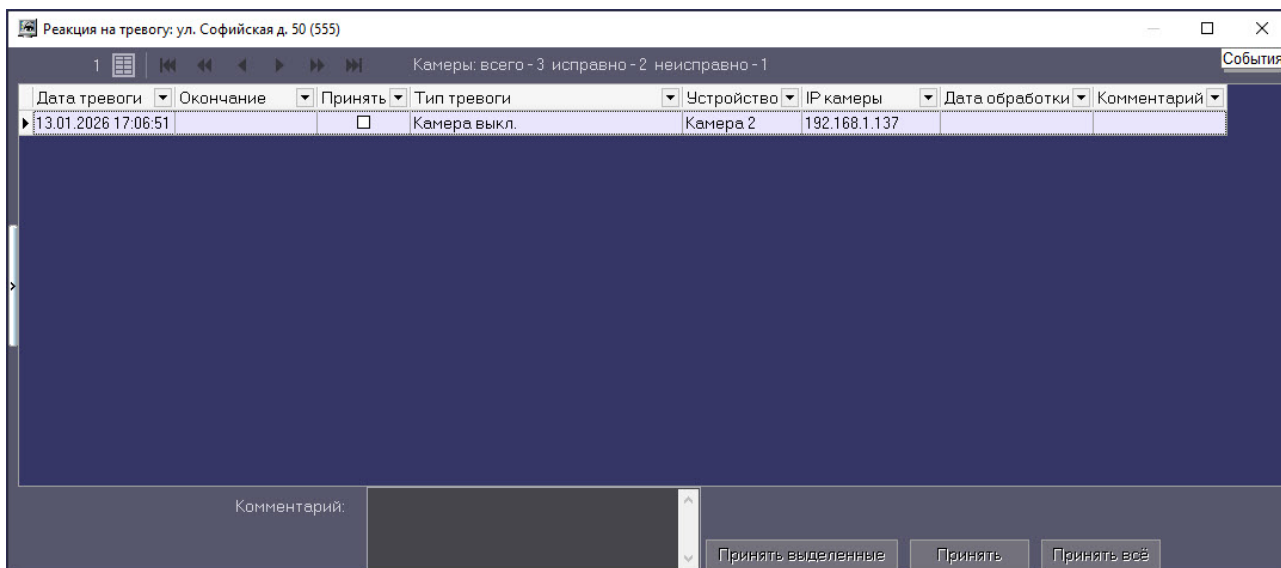 Реакция на тревогу: ул. Софийская д. 50 (555)
1 Камеры: всего - 3 исправно - 2 неисправно - 1
События
Дата тревоги Окончание Принять Тип тревоги Устройство IP камеры Дата обработки Комментарий
13.01.2026 17:06:51 Камера выкл. Камера 2 192.168.1.137
Комментарий:
Принять выделенные Принять Принять всё